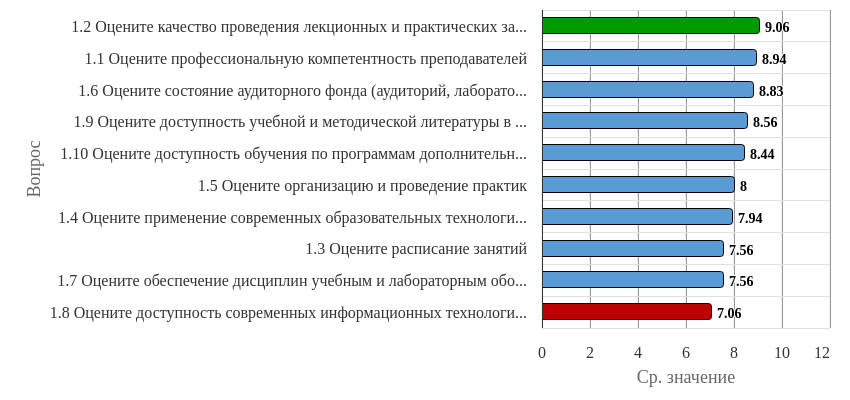 1.2 Оцените качество проведения лекционных и практических за... 9.06
1.1 Оцените профессиональную компетентность преподавателей 8.94
1.6 Оцените состояние аудиторного фонда (аудиторий, лаборато... 8.83
1.9 Оцените доступность учебной и методической литературы в ... 8.56
1.10 Оцените доступность обучения по программам дополнительн... 8.44
1.5 Оцените организацию и проведение практик 8
1.4 Оцените применение современных образовательных технологи... 7.94
1.3 Оцените расписание занятий 7.56
1.7 Оцените обеспечение дисциплин учебным и лабораторным обо... 7.56
1.8 Оцените доступность современных информационных технологи... 7.06
Вопрос
0 2 4 6 8 10 12
Ср. значение